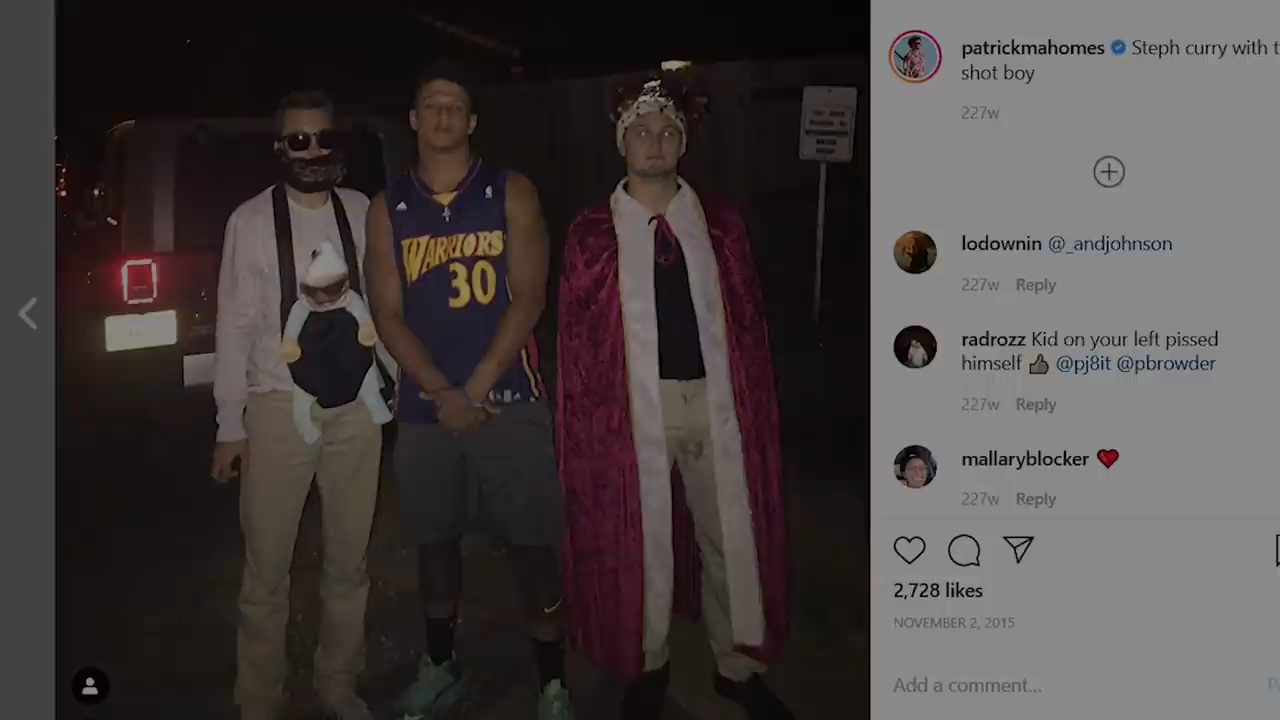 WARRIORS
30
patrickmahomes Steph curry with t
shot boy
227w
lodownin @_andjohnson
227w Reply
radrozz Kid on your left pissed
himself @pj8it @pbrowder
227w Reply
mallaryblocker
227w Reply
2,728 likes
NOVEMBER 2, 2015
Add a comment...